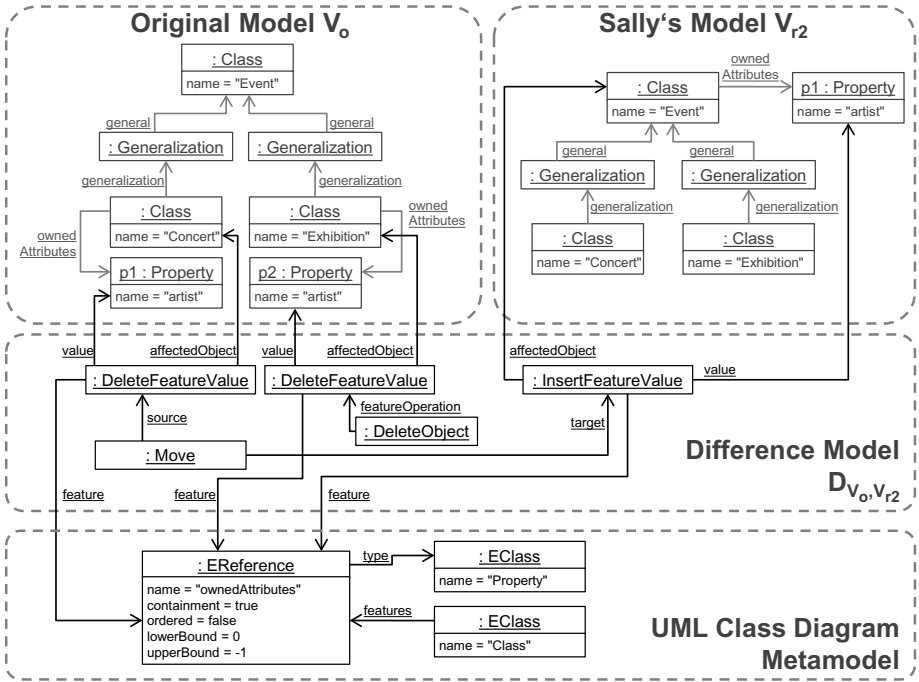 Original Model Vo
: Class
name = "Event"
general
general
: Generalization
: Generalization
generalization
generalization
: Class
name = "Concert"
: Class
name = "Exhibition"
owned
Attributes
owned
Attributes
p1 : Property
name = "artist"
p2 : Property
name = "artist"
Sally‘s Model Vr2
owned
Attributes
: Class
name = "Event"
p1 : Property
name = "artist"
general
general
: Generalization
: Generalization
generalization
generalization
: Class
name = "Concert"
: Class
name = "Exhibition"
value
affectedObject
value
affectedObject
affectedObject
value
: DeleteFeatureValue
: DeleteFeatureValue
: InsertFeatureValue
source
featureOperation
: DeleteObject
target
: Move
Difference Model
DVo,Vr2
feature
feature
feature
: EReference
name = "ownedAttributes"
containment = true
ordered = false
lowerBound = 0
upperBound = -1
type
: EClass
name = "Property"
features
: EClass
name = "Class"
UML Class Diagram
Metamodel